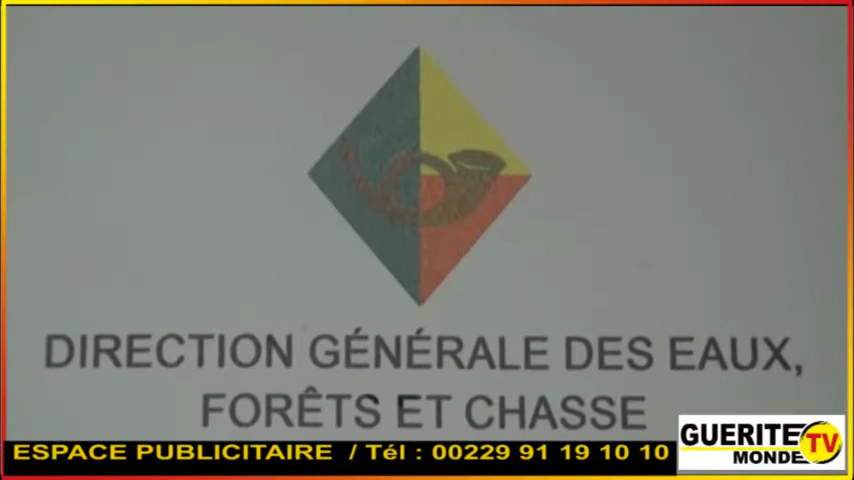 DIRECTION GÉNÉRALE DES EAUX,
FORÊTS ET CHASSE
ESPACE PUBLICITAIRE / Tél : 00229 91 19 10 10
GUERITE TV
MONDE